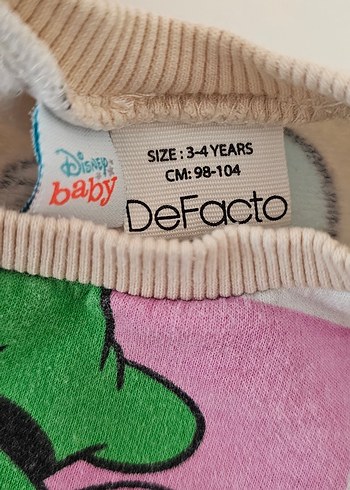 Disney
baby
SIZE : 3-4 YEARS
CM: 98-104
DeFacto